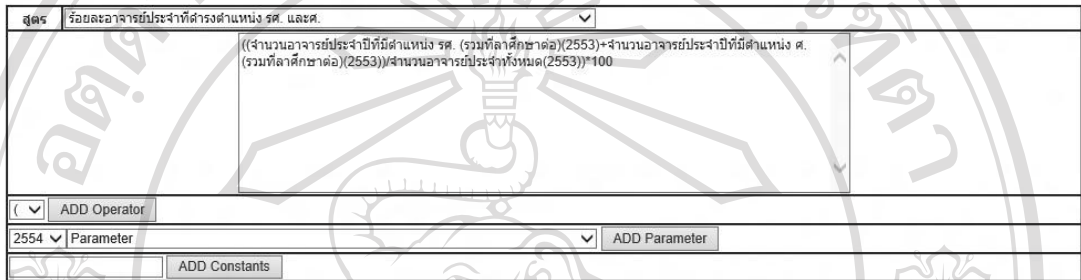 สูตร ร้อยละอาจารย์ประจำที่ดำรงตำแหน่ง รศ. และศ.
((จำนวนอาจารย์ประจำปีที่มีตำแหน่ง รศ. (รวมที่ลาศึกษาต่อ)(2553)+จำนวนอาจารย์ประจำปีที่มีตำแหน่ง ศ.
(รวมที่ลาศึกษาต่อ)(2553))/จำนวนอาจารย์ประจำทั้งหมด(2553))*100
( ADD Operator
2554 Parameter ADD Parameter
ADD Constants